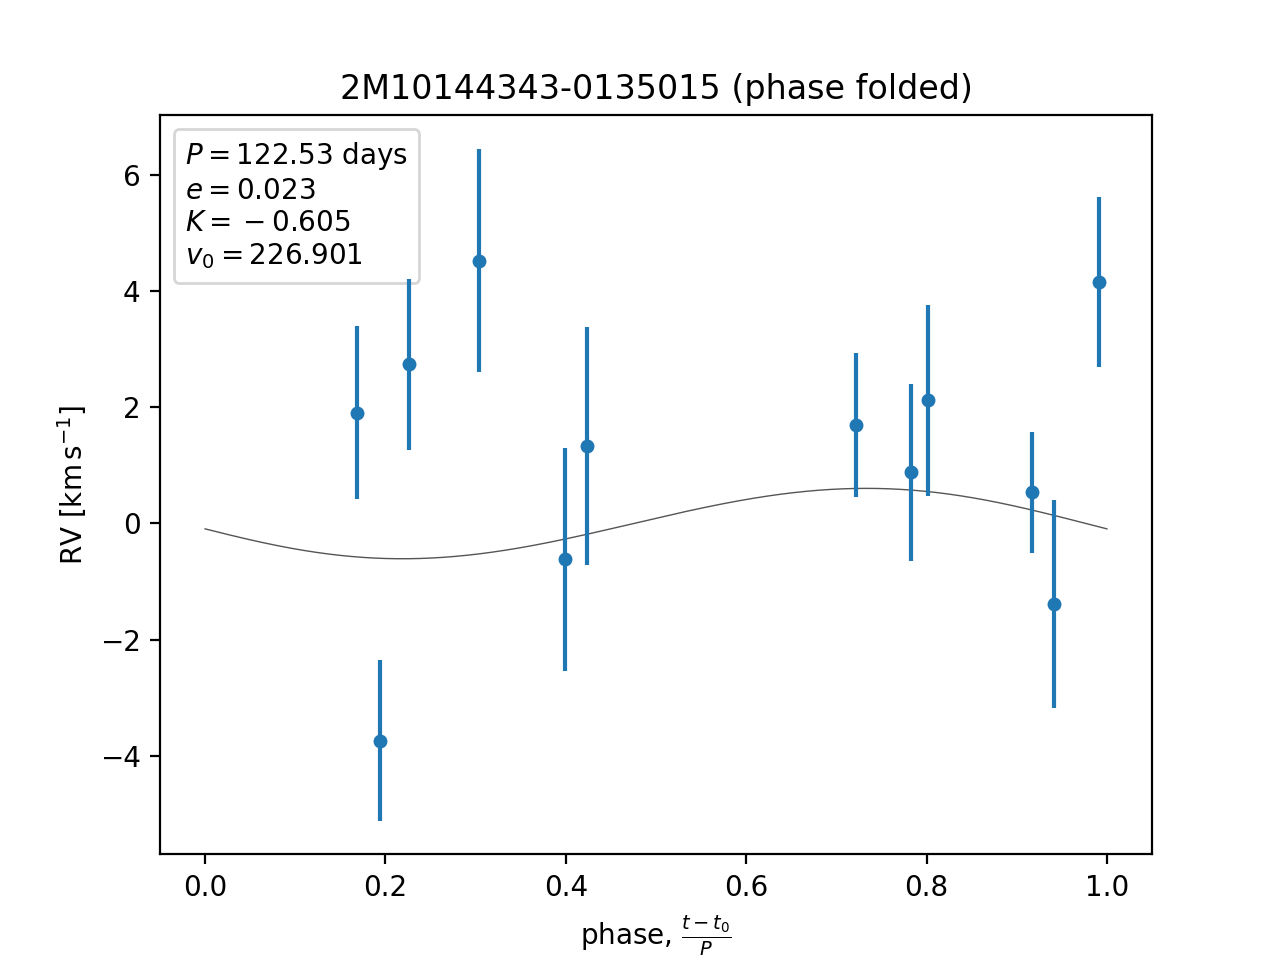 2M10144343-0135015 (phase folded)
P = 122.53 days
e = 0.023
K = −0.605
v₀ = 226.901
6
4
2
0
−2
−4
RV [km s⁻¹]
0.0 0.2 0.4 0.6 0.8 1.0
phase, (t − t₀)/P